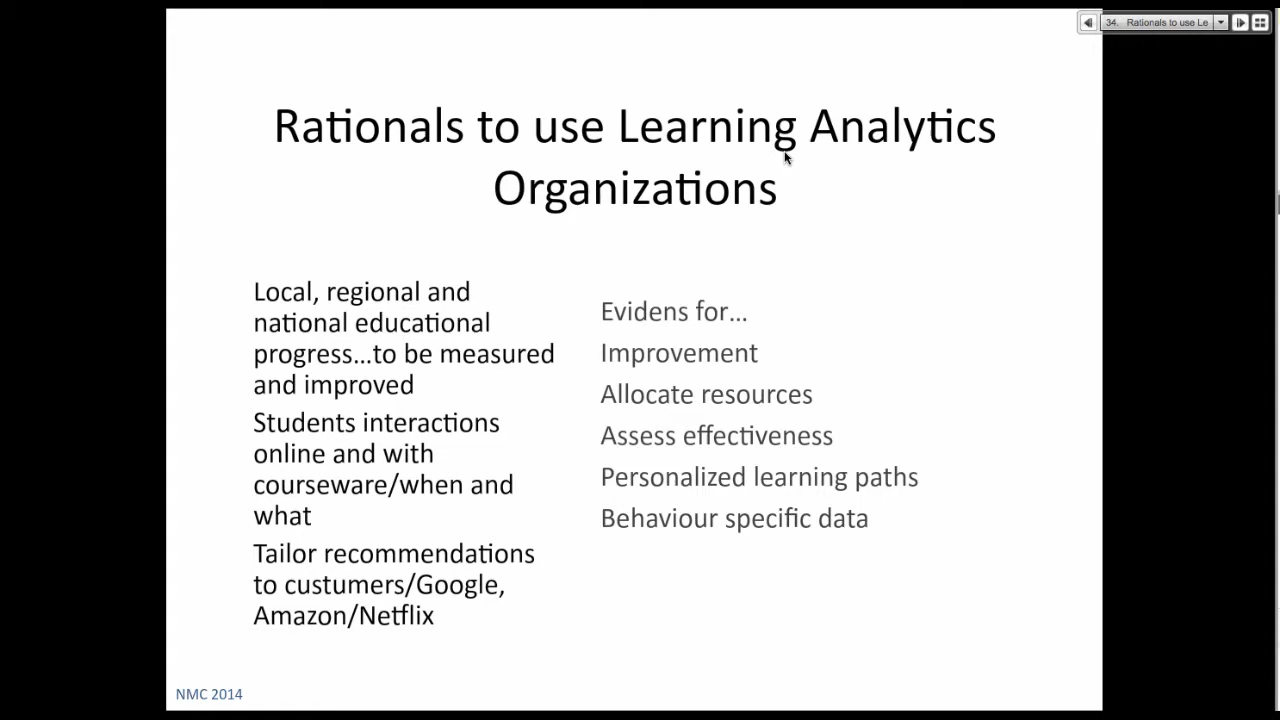 34. Rationals to use Le
Rationals to use Learning Analytics
Organizations
Local, regional and
national educational
progress...to be measured
and improved
Students interactions
online and with
courseware/when and
what
Tailor recommendations
to custumers/Google,
Amazon/Netflix
Evidens for...
Improvement
Allocate resources
Assess effectiveness
Personalized learning paths
Behaviour specific data
NMC 2014